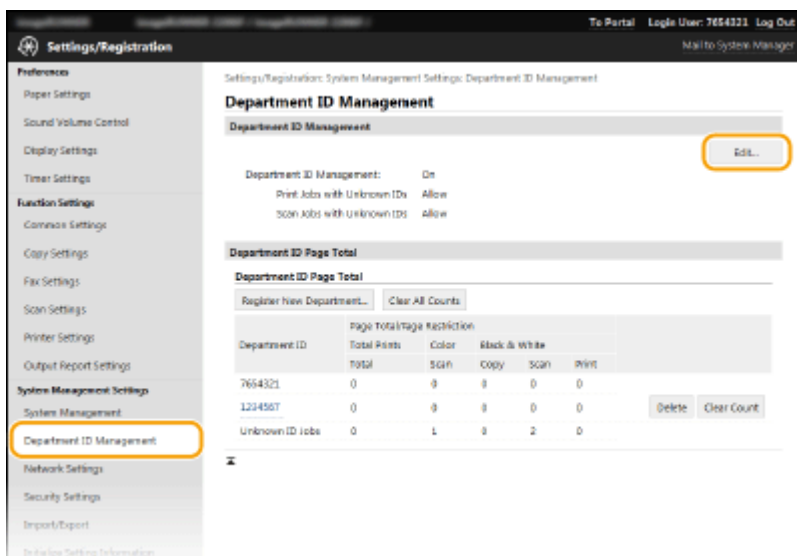 To Portal Login User: 7654321 Log Out
Settings/Registration
Mail to System Manager
Preferences
Paper Settings
Sound Volume Control
Display Settings
Timer Settings
Function Settings
Common Settings
Copy Settings
Fax Settings
Scan Settings
Printer Settings
Output Report Settings
System Management Settings
System Management
Department ID Management
Network Settings
Security Settings
Import/Export
Initialize Setting Information
Settings/Registration: System Management Settings: Department ID Management
Department ID Management
Department ID Management
Edit...
Department ID Management: On
Print Jobs with Unknown IDs Allow
Scan Jobs with Unknown IDs Allow
Department ID Page Total
Department ID Page Total
Register New Department... Clear All Counts
Page Total/Page Restriction
Department ID Total Prints Color Black & White
Total Scan Copy Scan Print
7654321 0 0 0 0 0
1234567 0 0 0 0 0 Delete Clear Count
Unknown ID Jobs 0 1 0 2 0